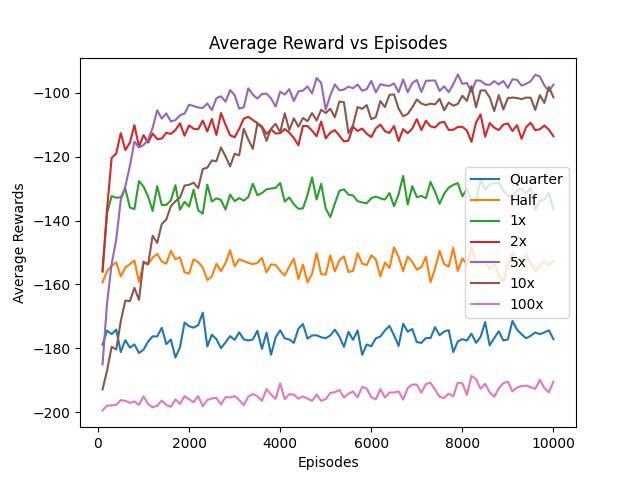 Average Reward vs Episodes
Average Rewards
−100
−120
−140
−160
−180
−200
Quarter
Half
1x
2x
5x
10x
100x
0
2000
4000
6000
8000
10000
Episodes